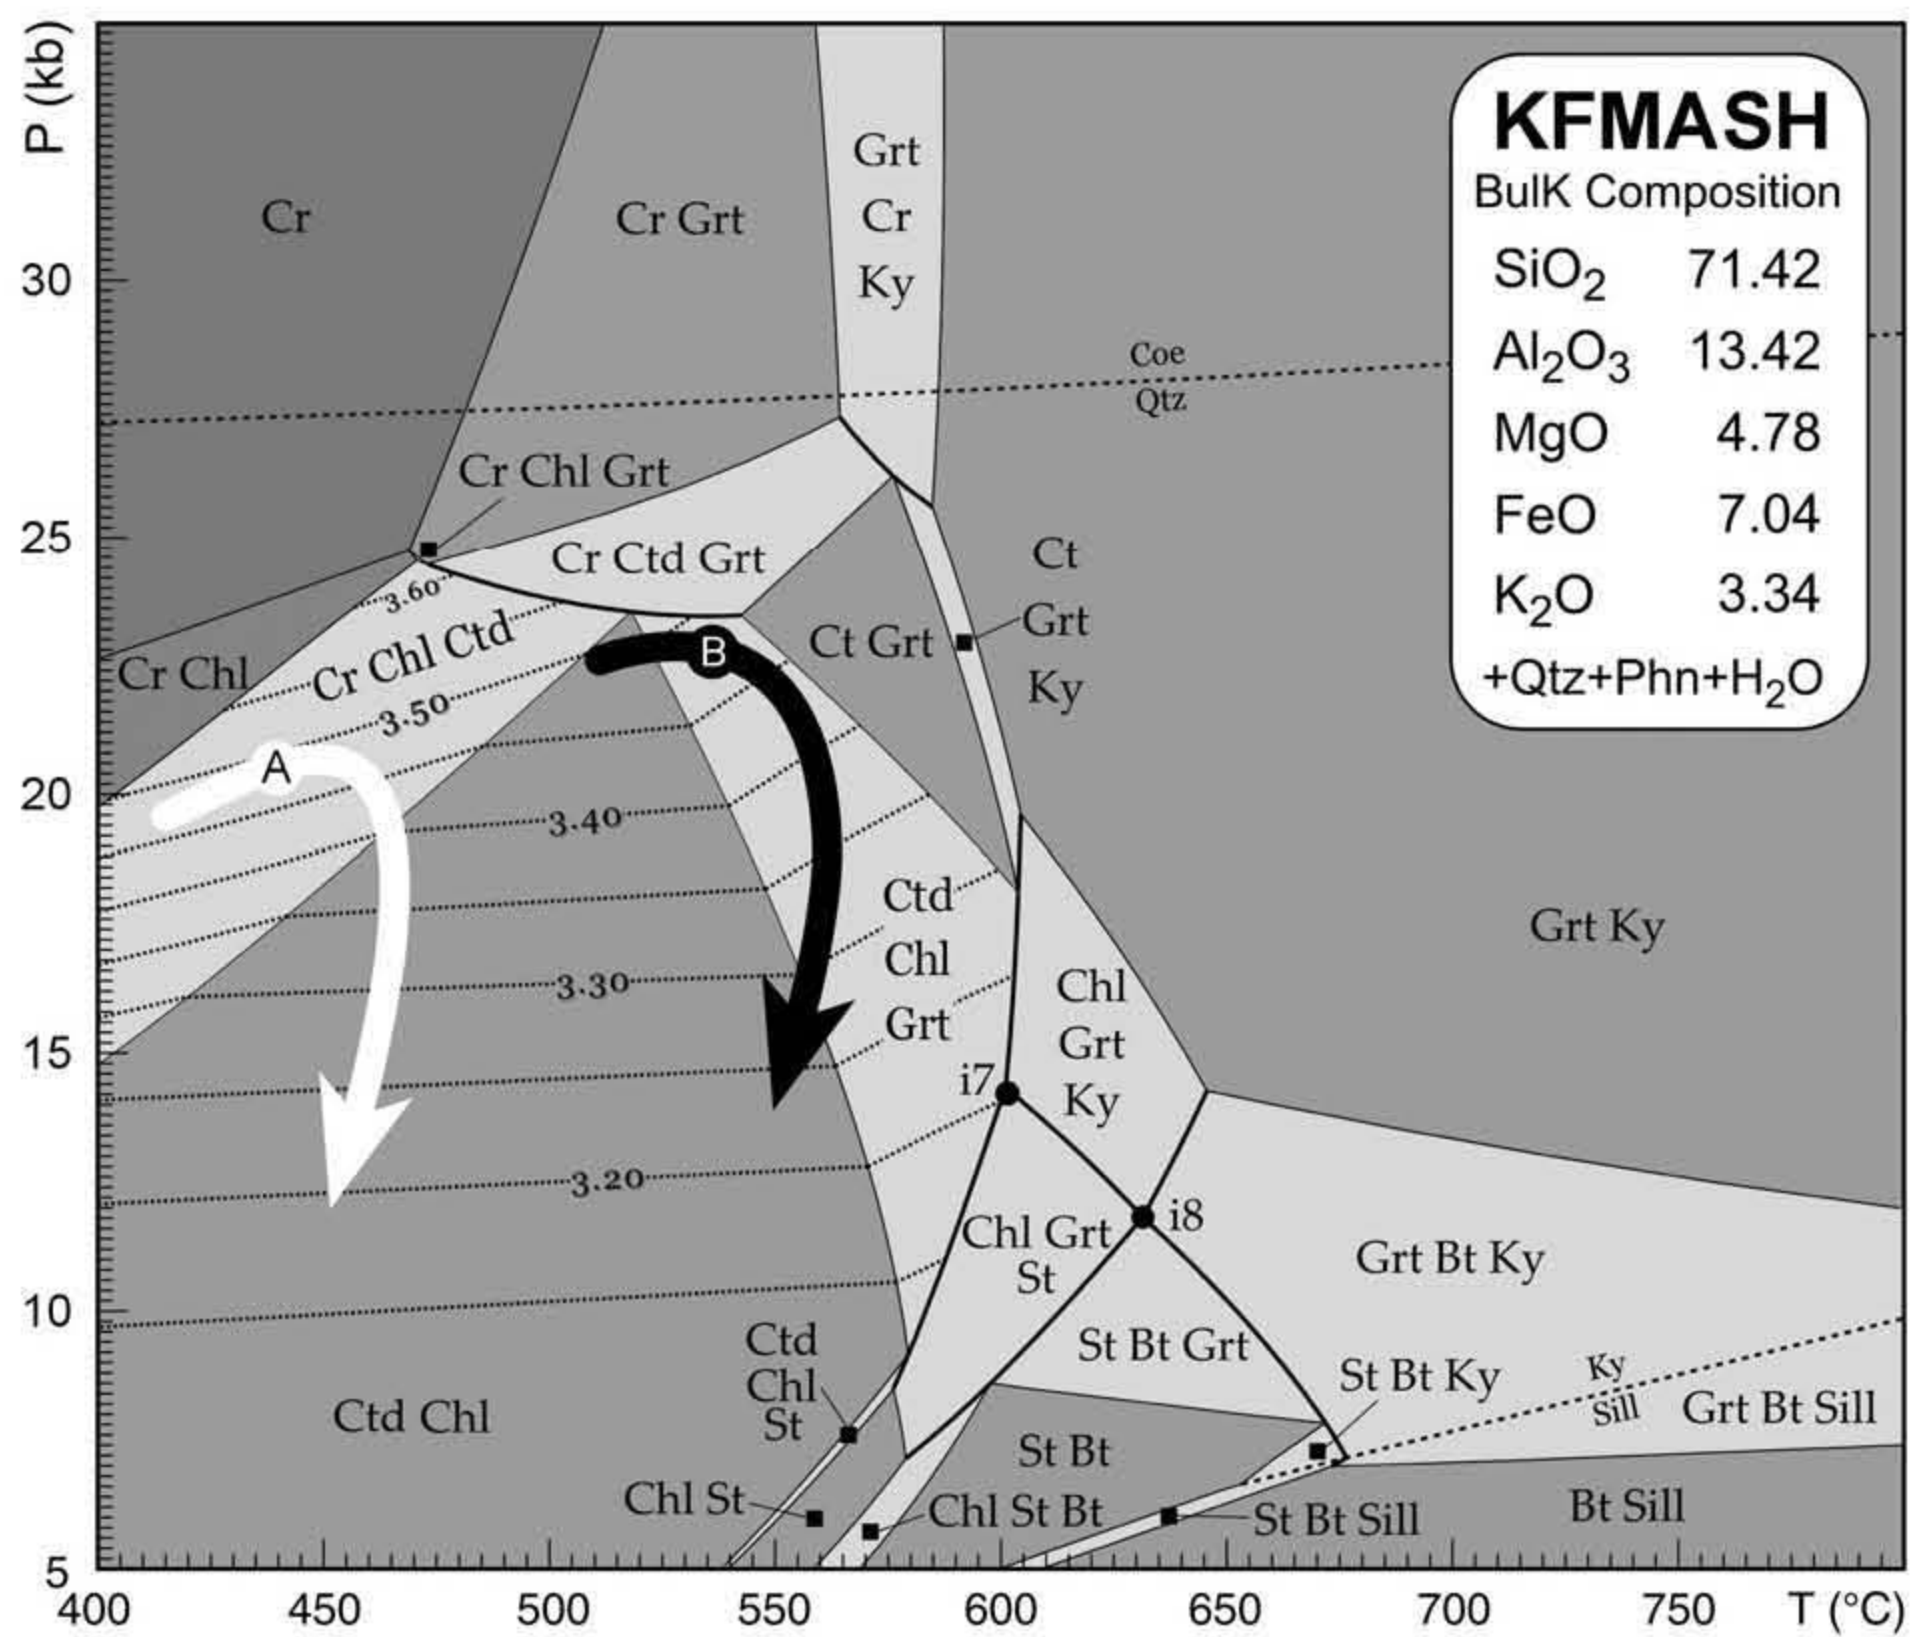 P (kb)
30
25
20
15
10
5
400
450
500
550
600
650
700
750
T (°C)
KFMASH
BulK Composition
SiO₂ 71.42
Al₂O₃ 13.42
MgO 4.78
FeO 7.04
K₂O 3.34
+Qtz+Phn+H₂O
Cr
Cr Grt
Grt
Cr
Ky
Coe
Qtz
Cr Chl Grt
Cr Ctd Grt
3.60
Cr Chl Ctd
Cr Chl
3.50
A
B
Ct Grt
Ct
Grt
Ky
3.40
3.30
3.20
Ctd
Chl
Grt
Chl
Grt
Ky
Grt Ky
i7
i8
Chl Grt
St
Grt Bt Ky
St Bt Grt
St Bt Ky
Ky
Sill
Grt Bt Sill
Ctd
Chl
St
Ctd Chl
St Bt
Chl St
Chl St Bt
St Bt Sill
Bt Sill